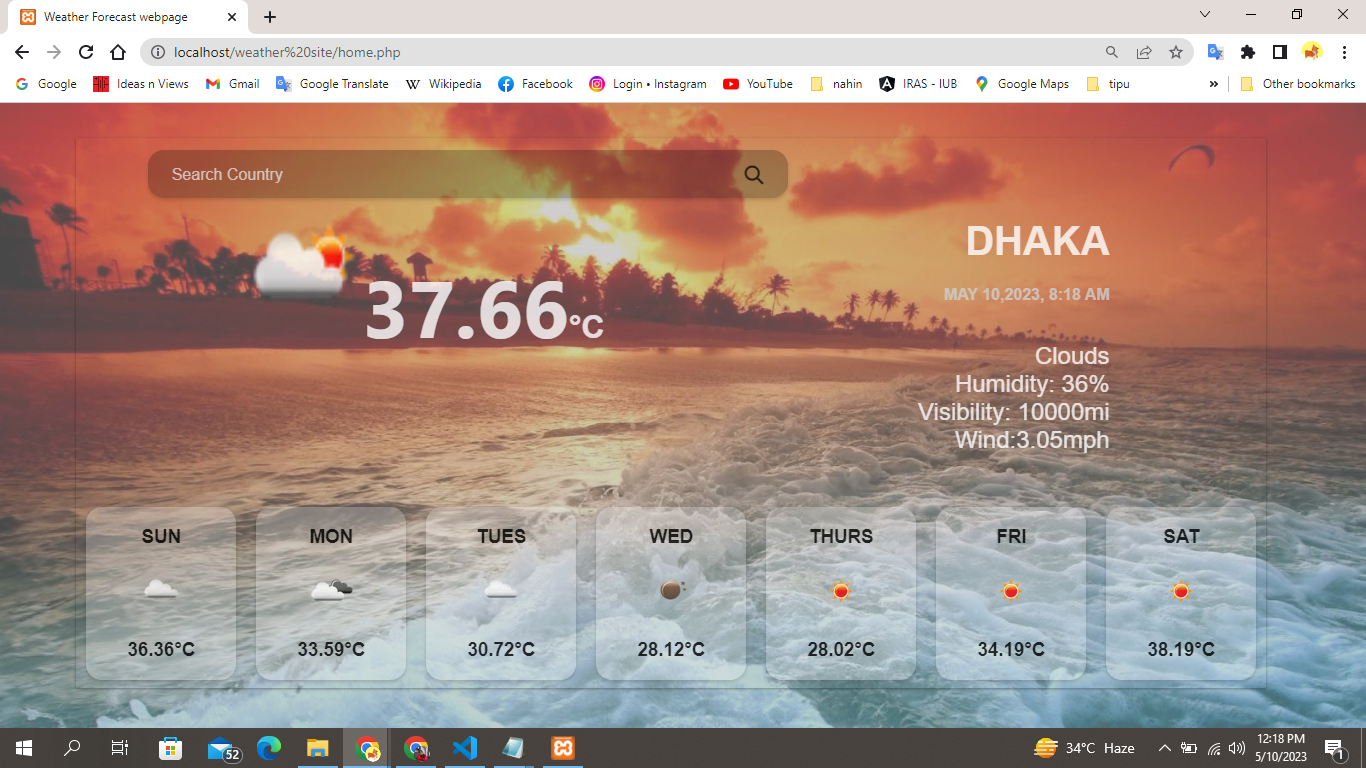 Weather Forecast webpage
localhost/weather%20site/home.php
Google Ideas n Views Gmail Google Translate Wikipedia Facebook Login • Instagram YouTube nahin IRAS - IUB Google Maps tipu » Other bookmarks
Search Country
37.66°C
DHAKA
MAY 10,2023, 8:18 AM
Clouds
Humidity: 36%
Visibility: 10000mi
Wind:3.05mph
SUN MON TUES WED THURS FRI SAT
36.36°C 33.59°C 30.72°C 28.12°C 28.02°C 34.19°C 38.19°C
52
34°C Haze
12:18 PM
5/10/2023
1